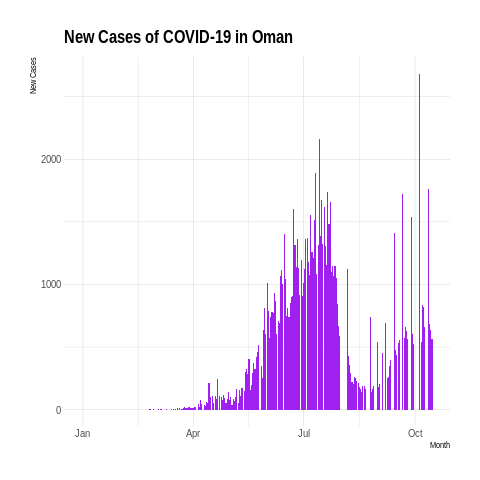 New Cases of COVID-19 in Oman
New Cases
2000
1000
0
Jan Apr Jul Oct
Month